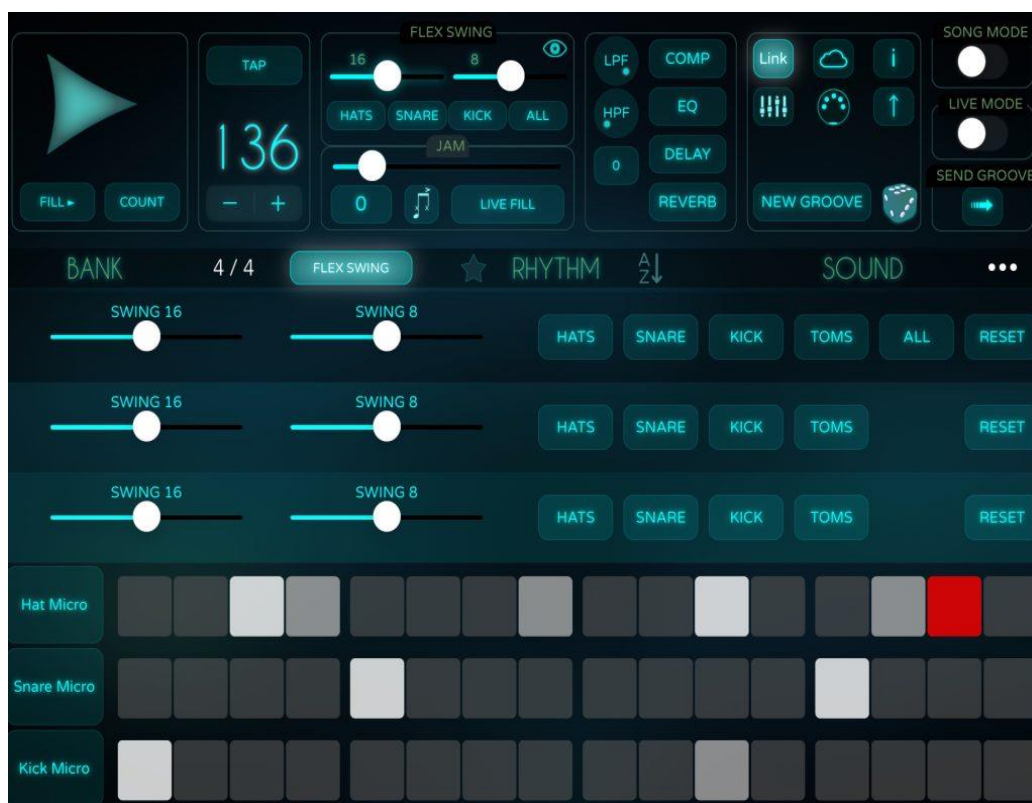 FLEX SWING
SONG MODE
TAP
16
8
LPF
COMP
Link
i
136
HATS
SNARE
KICK
ALL
HPF
EQ
LIVE MODE
JAM
0
DELAY
SEND GROOVE
FILL
COUNT
- +
0
LIVE FILL
REVERB
NEW GROOVE
BANK
4 / 4
FLEX SWING
RHYTHM
A
Z
SOUND
•••
SWING 16
SWING 8
HATS
SNARE
KICK
TOMS
ALL
RESET
SWING 16
SWING 8
HATS
SNARE
KICK
TOMS
RESET
SWING 16
SWING 8
HATS
SNARE
KICK
TOMS
RESET
Hat Micro
Snare Micro
Kick Micro